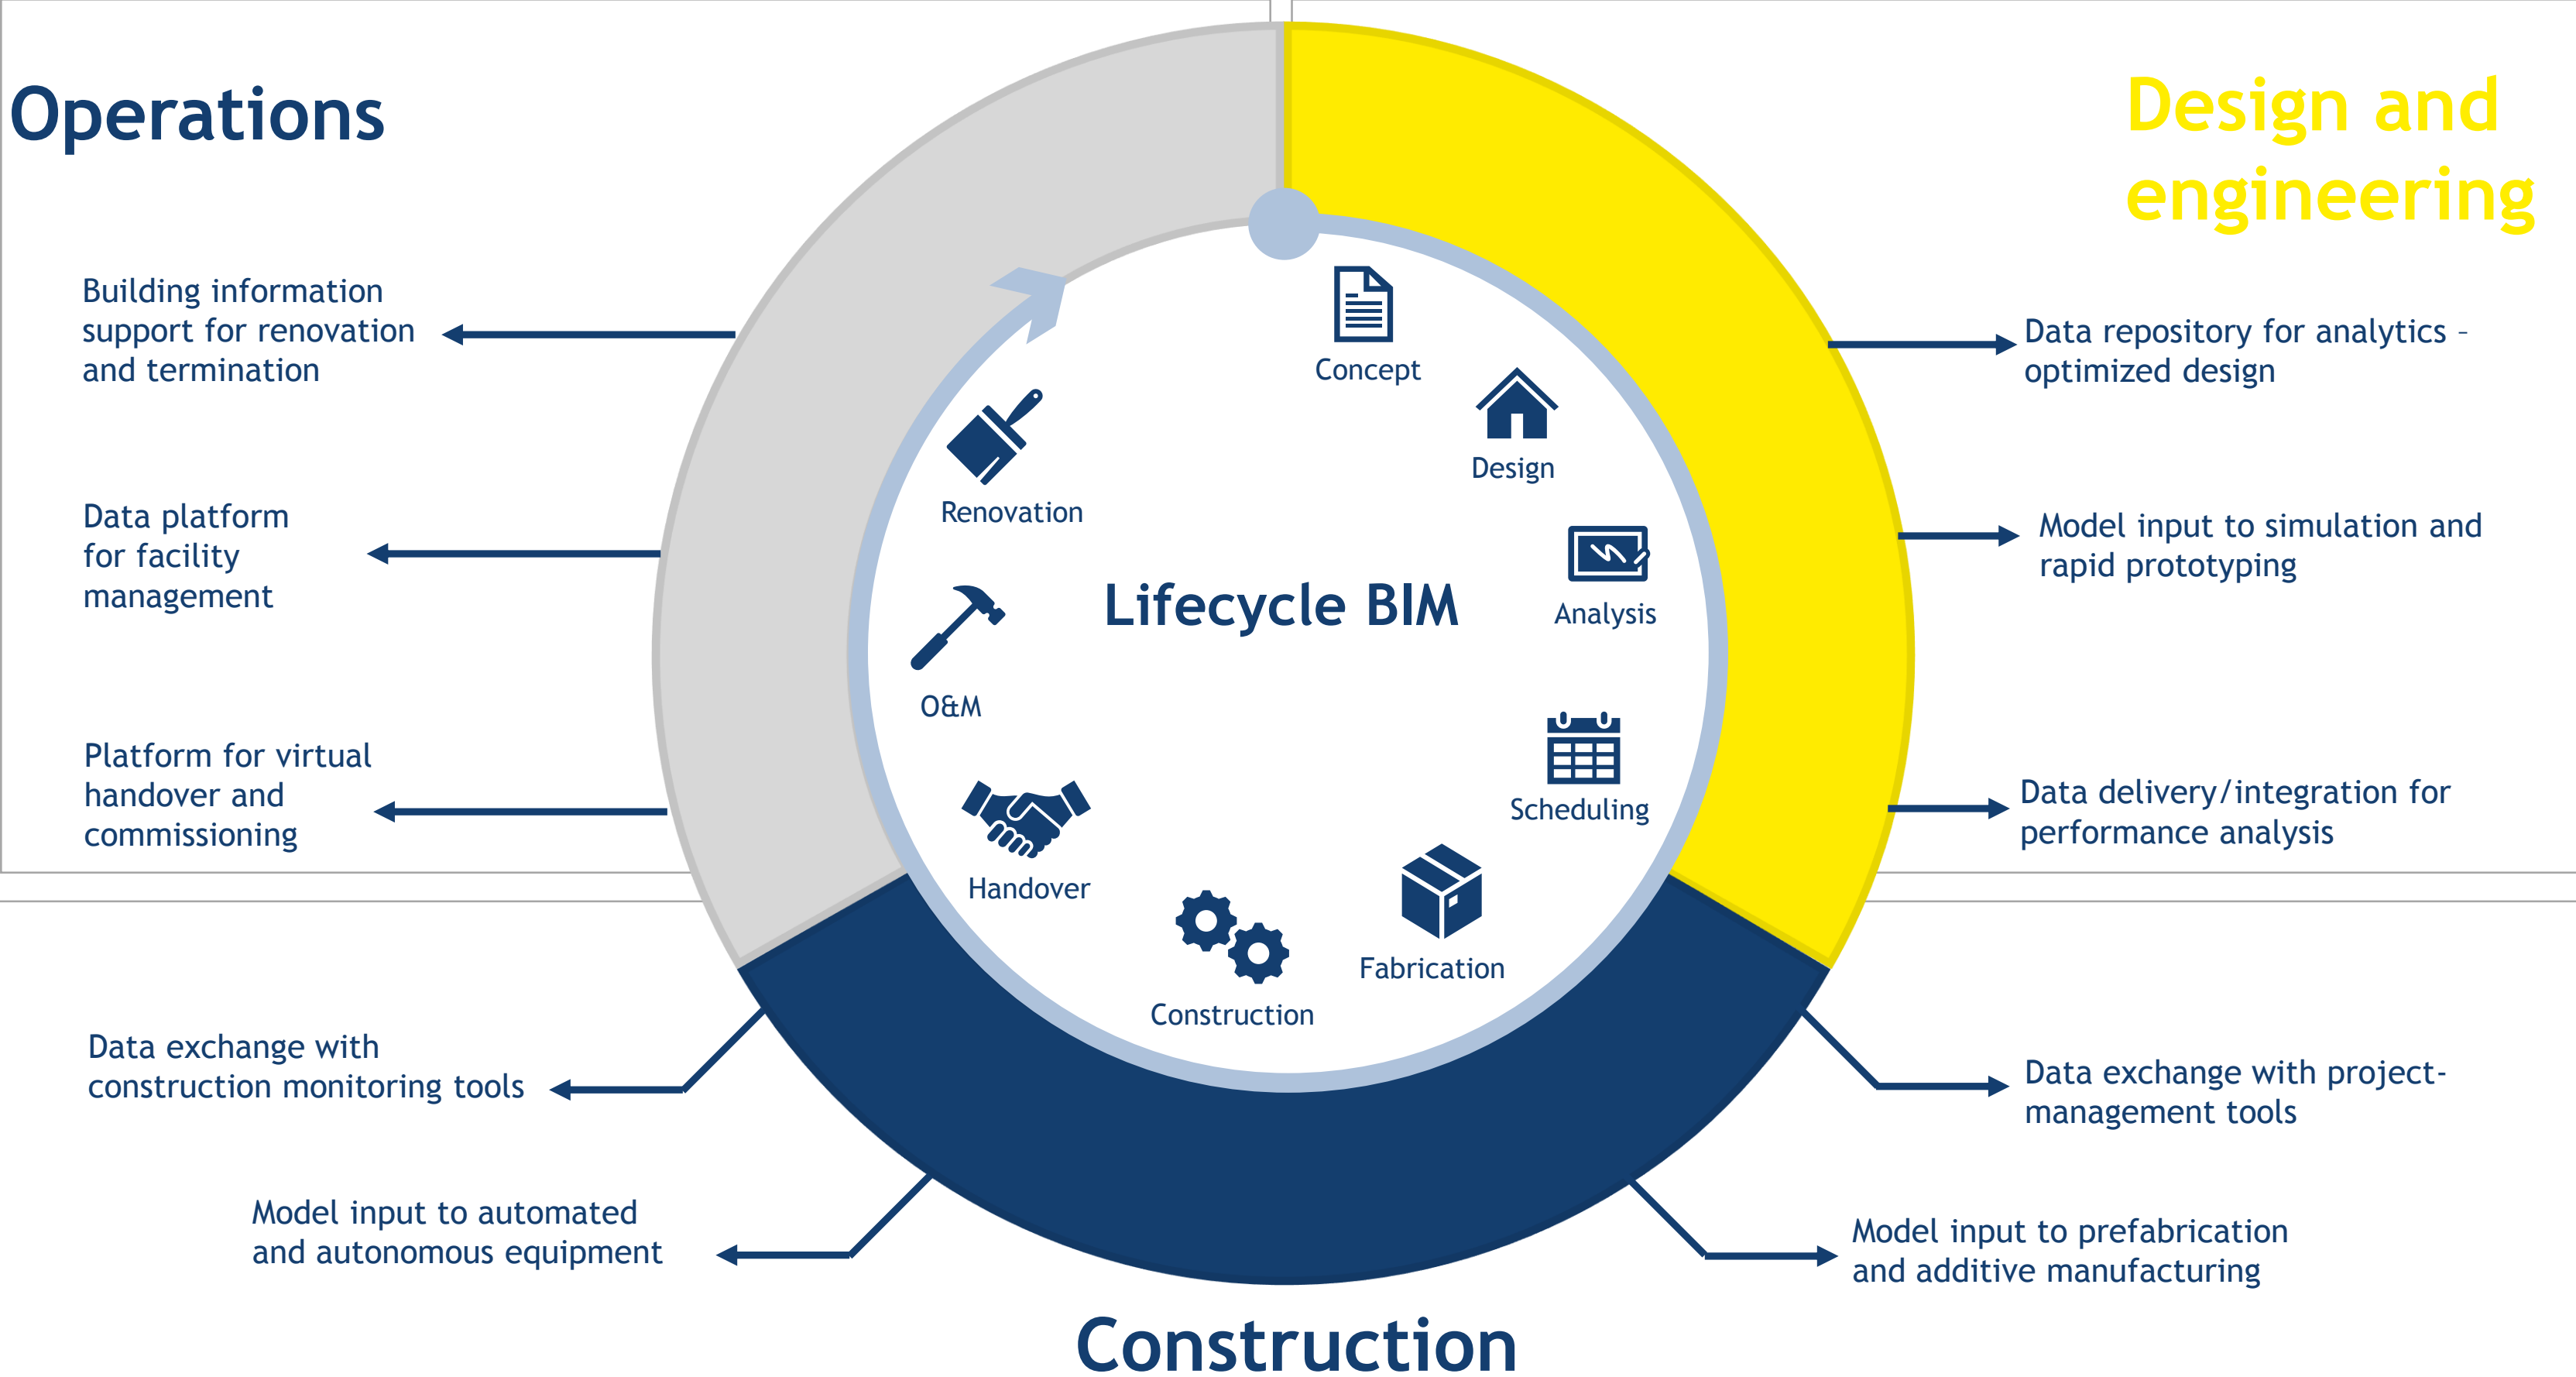 Operations
Design and
engineering
Building information
support for renovation
and termination
Data platform
for facility
management
Platform for virtual
handover and
commissioning
Concept
Design
Analysis
Scheduling
Fabrication
Construction
Handover
O&M
Renovation
Lifecycle BIM
Data repository for analytics –
optimized design
Model input to simulation and
rapid prototyping
Data delivery/integration for
performance analysis
Data exchange with
construction monitoring tools
Model input to automated
and autonomous equipment
Data exchange with project-
management tools
Model input to prefabrication
and additive manufacturing
Construction